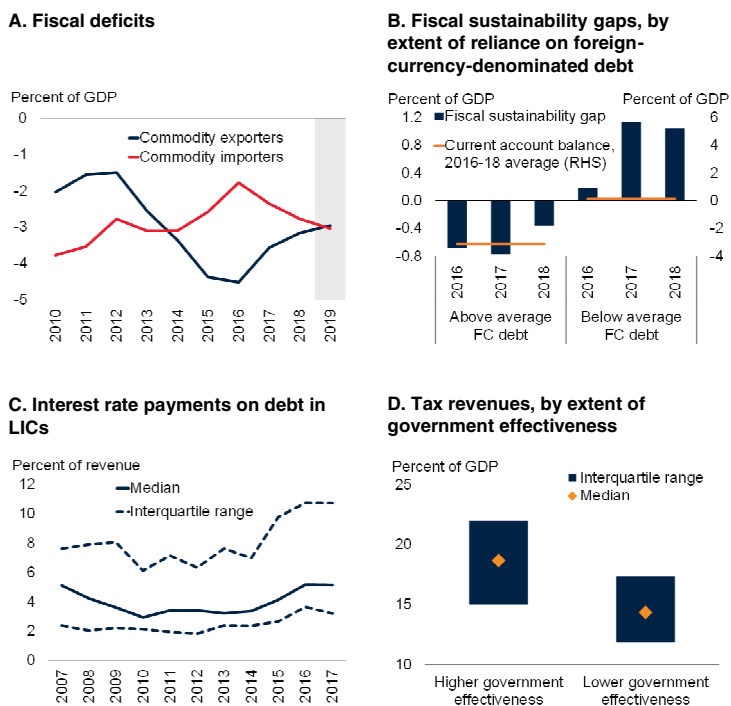 A. Fiscal deficits
Percent of GDP
0
-1
-2
-3
-4
-5
Commodity exporters
Commodity importers
2010
2011
2012
2013
2014
2015
2016
2017
2018
2019
B. Fiscal sustainability gaps, by
extent of reliance on foreign-
currency-denominated debt
Percent of GDP
Percent of GDP
1.2
0.8
0.4
0.0
-0.4
-0.8
Fiscal sustainability gap
Current account balance,
2016-18 average (RHS)
6
4
2
0
-2
-4
2016
2017
2018
2016
2017
2018
Above average
FC debt
Below average
FC debt
C. Interest rate payments on debt in
LICs
Percent of revenue
12
10
8
6
4
2
0
Median
Interquartile range
2007
2008
2009
2010
2011
2012
2013
2014
2015
2016
2017
D. Tax revenues, by extent of
government effectiveness
Percent of GDP
25
20
15
10
Interquartile range
Median
Higher government
effectiveness
Lower government
effectiveness